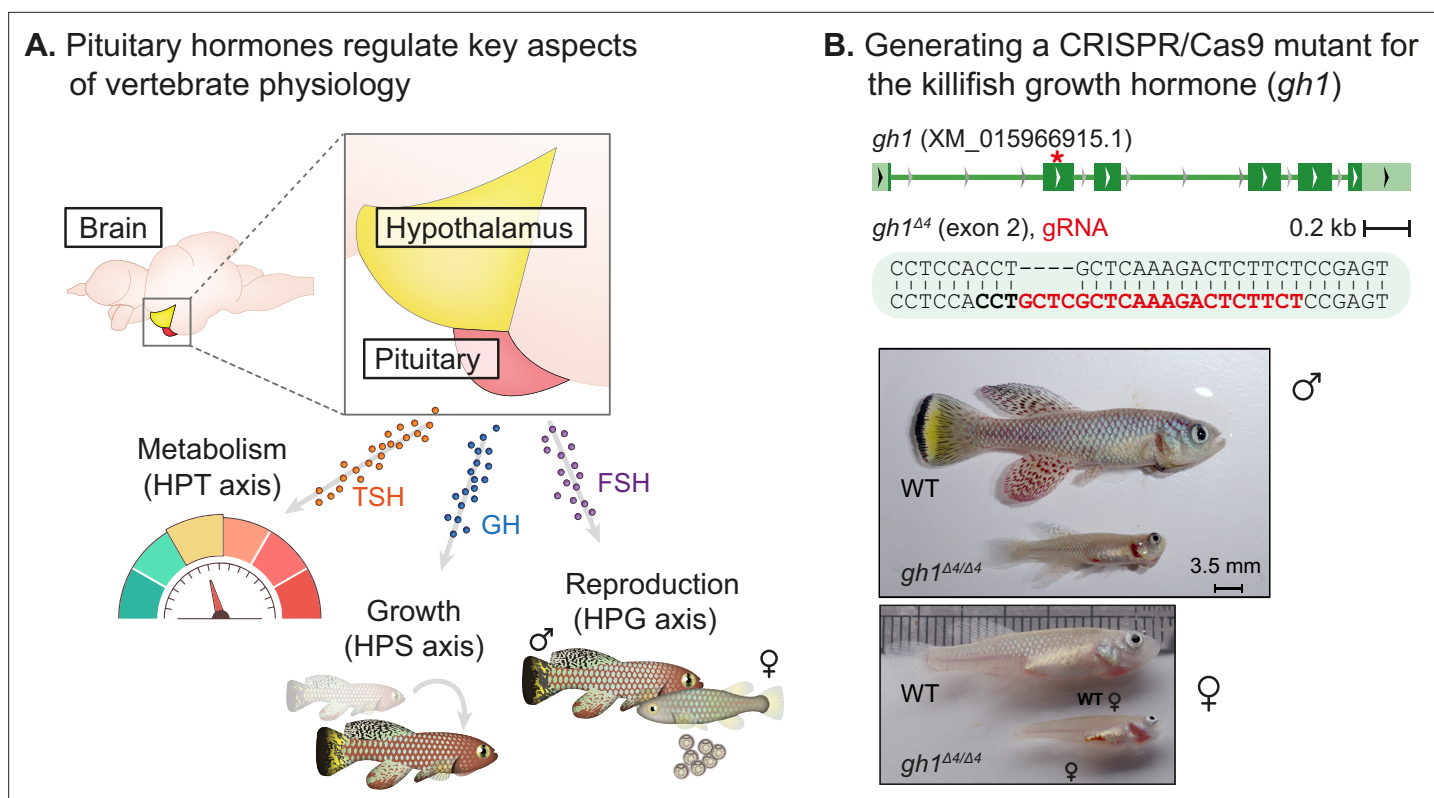 A. Pituitary hormones regulate key aspects
of vertebrate physiology
Brain
Hypothalamus
Pituitary
Metabolism
(HPT axis)
TSH
GH
FSH
Growth
(HPS axis)
Reproduction
(HPG axis)
♂
♀
B. Generating a CRISPR/Cas9 mutant for
the killifish growth hormone (gh1)
gh1 (XM_015966915.1)
*
gh1Δ4 (exon 2), gRNA
0.2 kb
CCTCCACCT----GCTCAAAGACTCTTCTCCGAGT
CCTCCACCTGCTCGCTCAAAGACTCTTCTCCGAGT
♂
WT
gh1Δ4/Δ4
3.5 mm
WT
WT ♀
♀
gh1Δ4/Δ4
♀